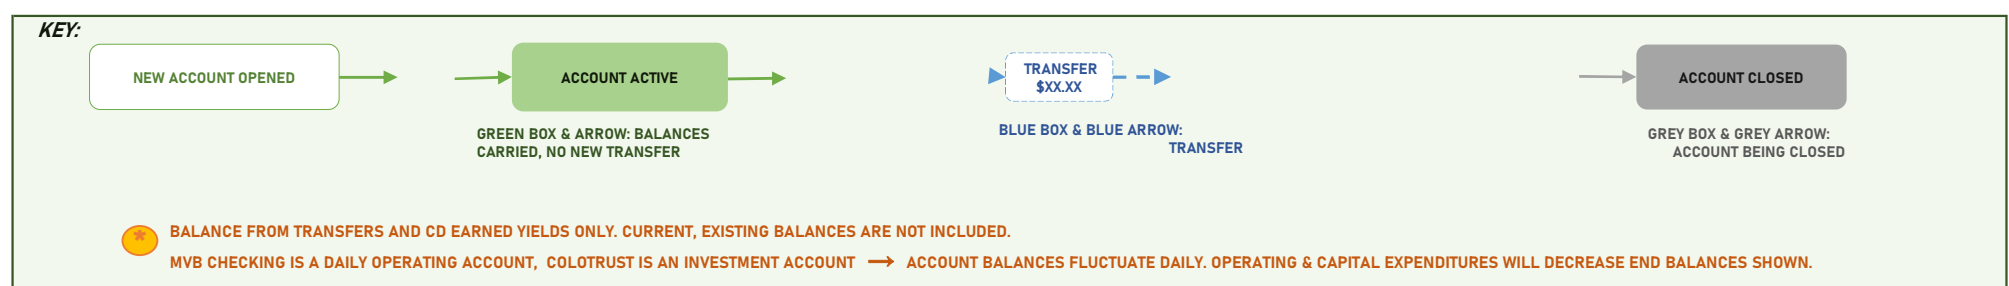 KEY:
NEW ACCOUNT OPENED
ACCOUNT ACTIVE
GREEN BOX & ARROW: BALANCES
CARRIED, NO NEW TRANSFER
TRANSFER
$XX.XX
BLUE BOX & BLUE ARROW:
TRANSFER
ACCOUNT CLOSED
GREY BOX & GREY ARROW:
ACCOUNT BEING CLOSED
* BALANCE FROM TRANSFERS AND CD EARNED YIELDS ONLY. CURRENT, EXISTING BALANCES ARE NOT INCLUDED.
MVB CHECKING IS A DAILY OPERATING ACCOUNT, COLOTRUST IS AN INVESTMENT ACCOUNT → ACCOUNT BALANCES FLUCTUATE DAILY. OPERATING & CAPITAL EXPENDITURES WILL DECREASE END BALANCES SHOWN.